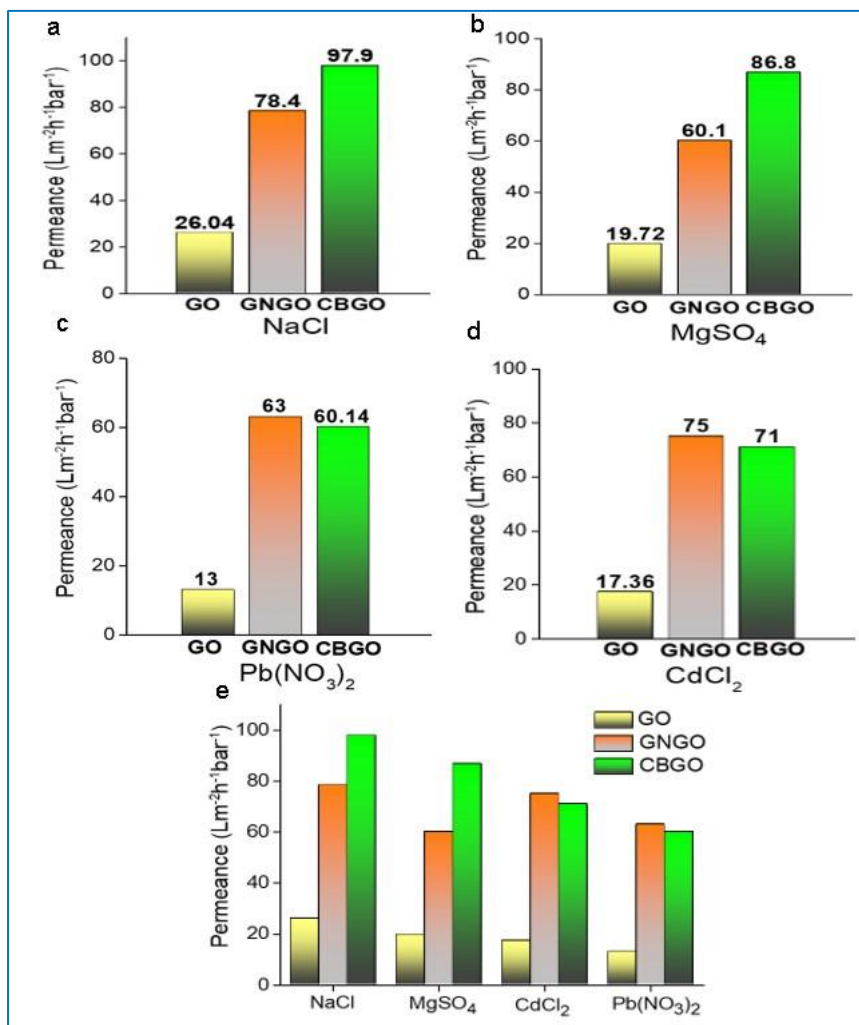 a
Permeance (Lm⁻²h⁻¹bar⁻¹)
100
80
60
40
20
0
26.04
78.4
97.9
GO GNGO CBGO
NaCl
b
Permeance (Lm⁻²h⁻¹bar⁻¹)
100
80
60
40
20
0
19.72
60.1
86.8
GO GNGO CBGO
MgSO₄
c
Permeance (Lm⁻²h⁻¹bar⁻¹)
80
60
40
20
0
13
63
60.14
GO GNGO CBGO
Pb(NO₃)₂
d
Permeance (Lm⁻²h⁻¹bar⁻¹)
100
80
60
40
20
0
17.36
75
71
GO GNGO CBGO
CdCl₂
e
Permeance (Lm⁻²h⁻¹bar⁻¹)
100
80
60
40
20
0
GO
GNGO
CBGO
NaCl MgSO₄ CdCl₂ Pb(NO₃)₂